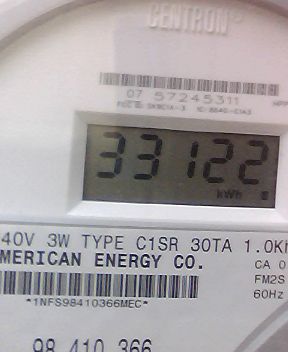 CENTRON®
07 57245311
33122
kWh
40V 3W TYPE C1SR 30TA 1.0K
MERICAN ENERGY CO.
CA 0
FM2S
60Hz
*1NFS98410366MEC*
98 410 366